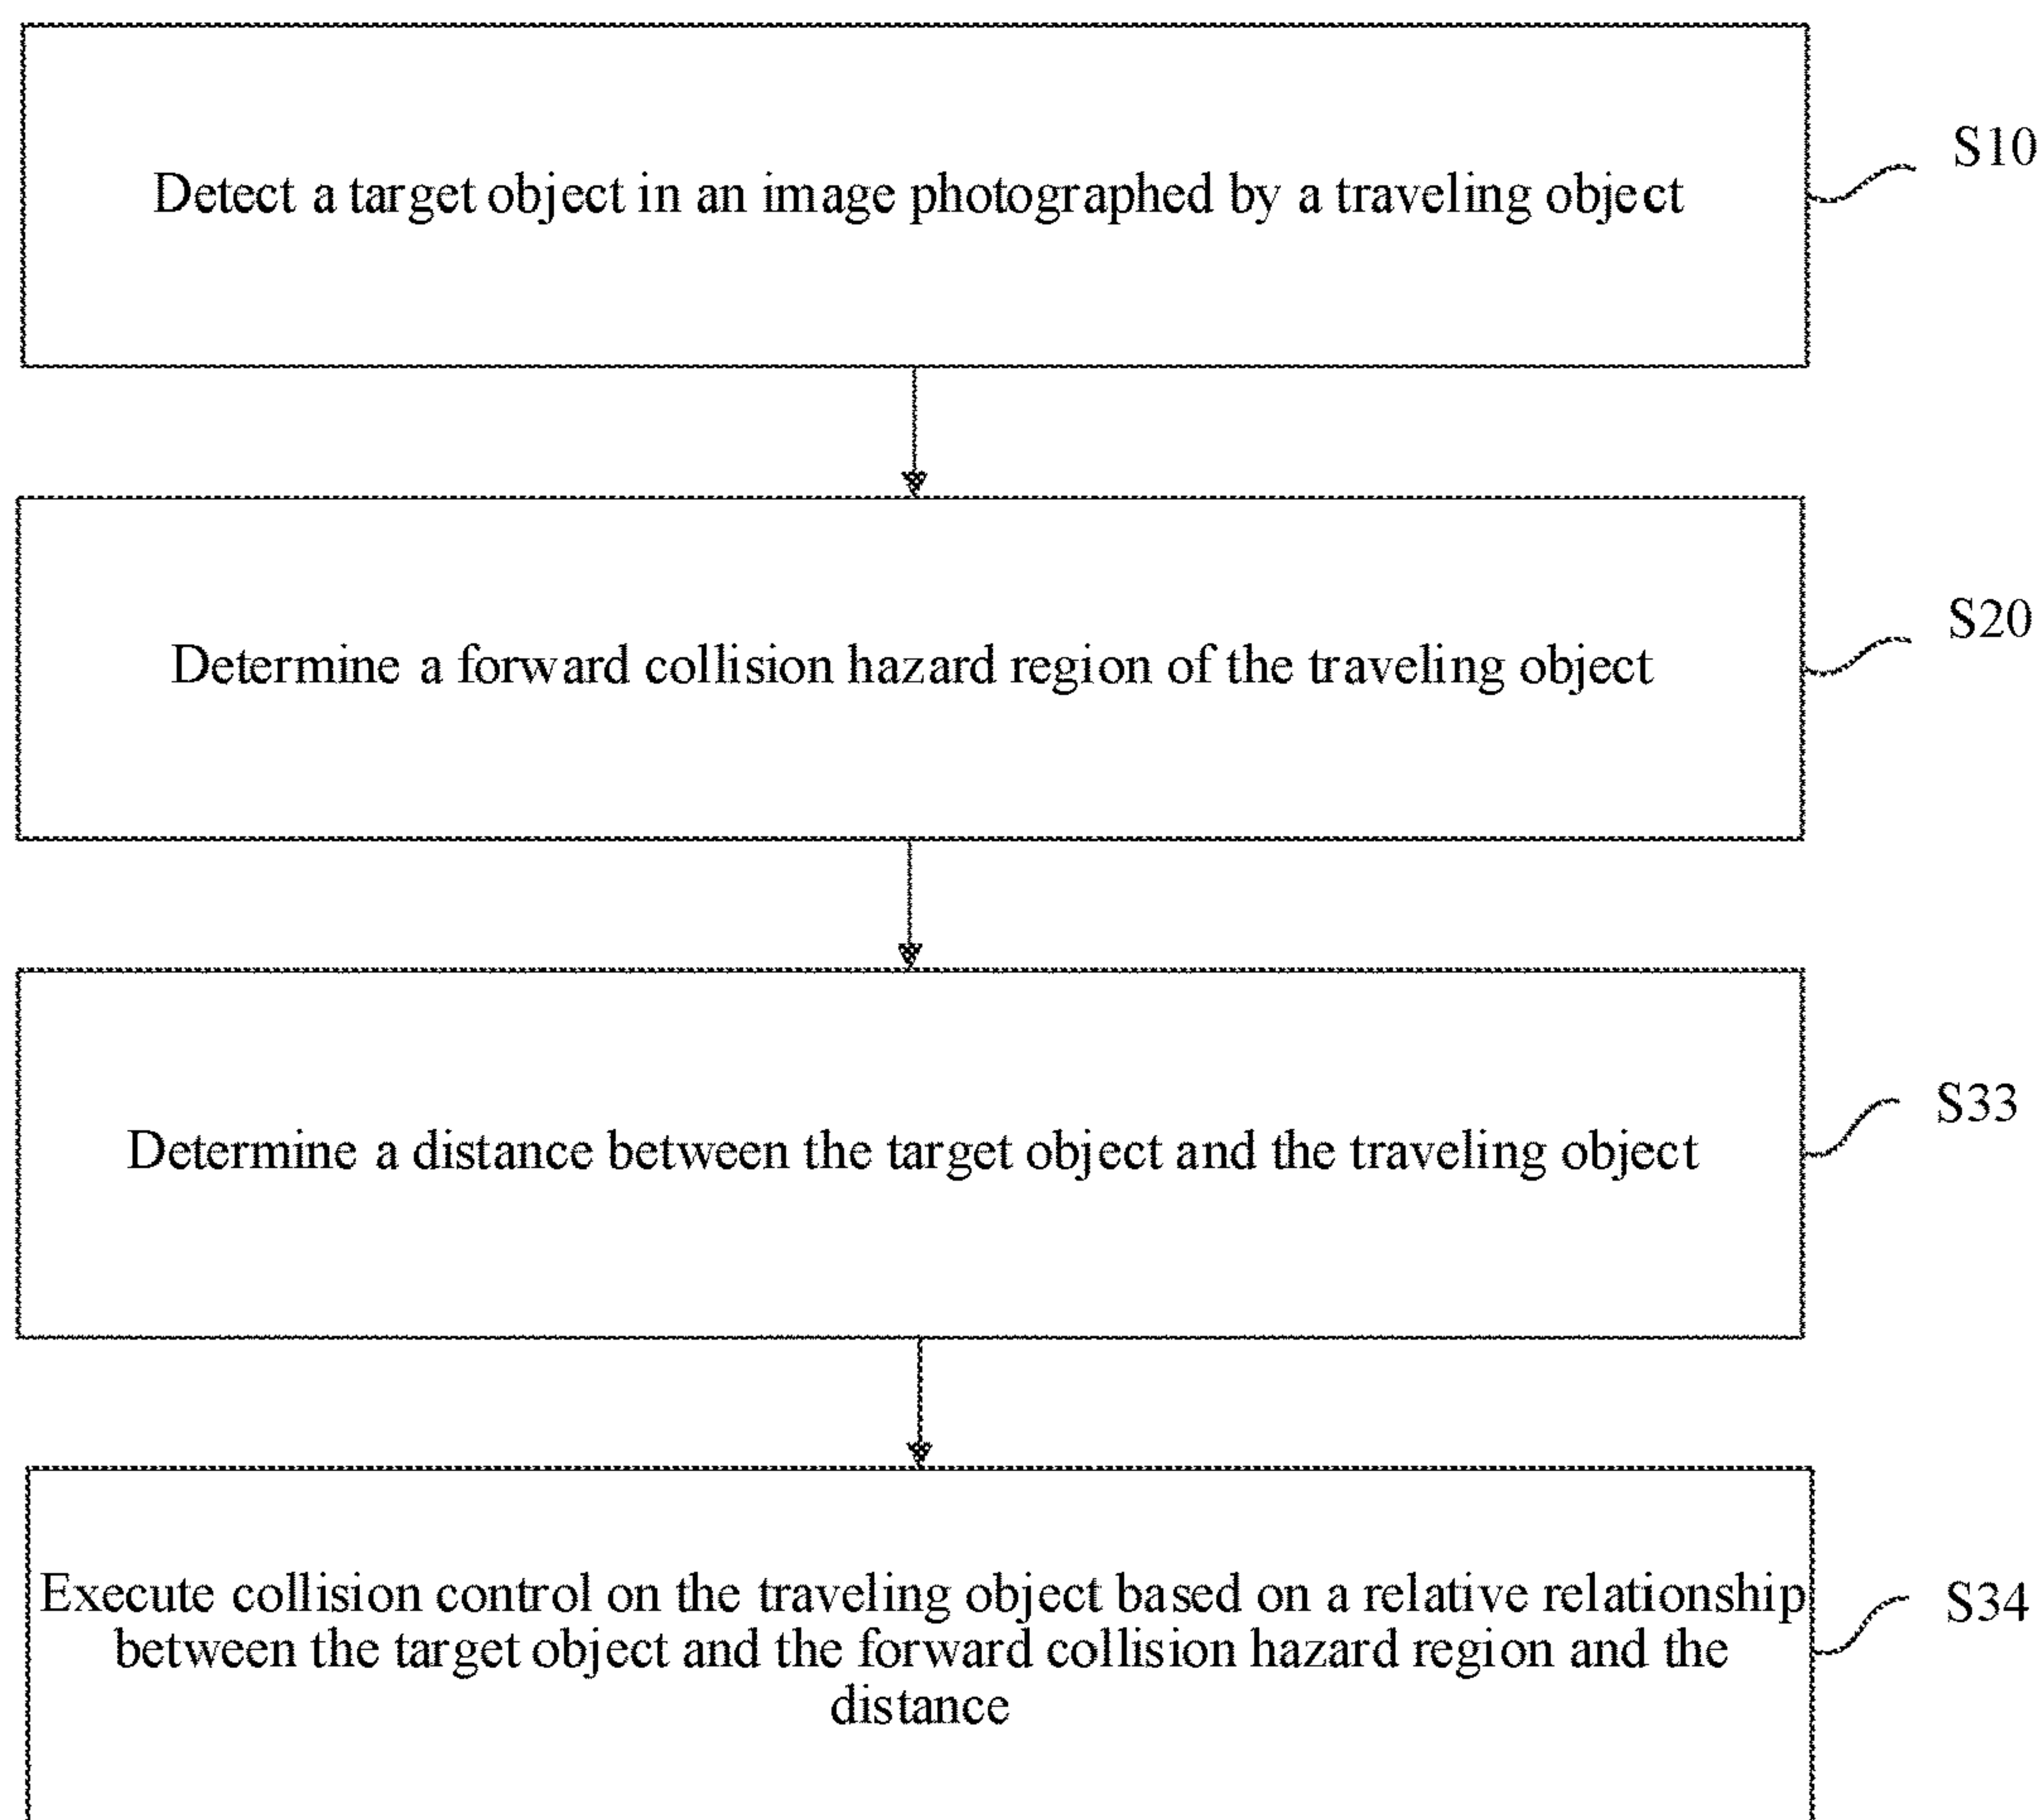 Detect a target object in an image photographed by a traveling object
S10
Determine a forward collision hazard region of the traveling object
S20
Determine a distance between the target object and the traveling object
S33
Execute collision control on the traveling object based on a relative relationship
between the target object and the forward collision hazard region and the
distance
S34